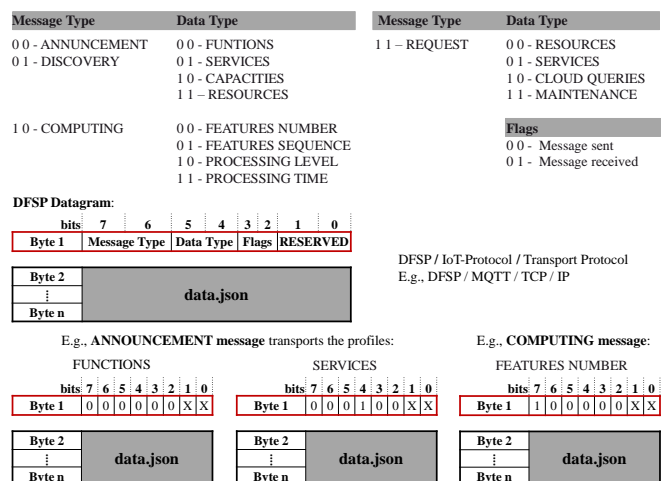 Message Type Data Type
0 0 - ANNUNCEMENT 0 0 - FUNTIONS
0 1 - DISCOVERY 0 1 - SERVICES
1 0 - CAPACITIES
1 1 – RESOURCES
1 0 - COMPUTING 0 0 - FEATURES NUMBER
0 1 - FEATURES SEQUENCE
1 0 - PROCESSING LEVEL
1 1 - PROCESSING TIME
Message Type Data Type
1 1 – REQUEST 0 0 - RESOURCES
0 1 - SERVICES
1 0 - CLOUD QUERIES
1 1 - MAINTENANCE
Flags
0 0 - Message sent
0 1 - Message received
DFSP Datagram:
bits 7 6 5 4 3 2 1 0
Byte 1 Message Type Data Type Flags RESERVED
Byte 2
⋮ data.json
Byte n
DFSP / IoT-Protocol / Transport Protocol
E.g., DFSP / MQTT / TCP / IP
E.g., ANNOUNCEMENT message transports the profiles:
FUNCTIONS
bits 7 6 5 4 3 2 1 0
Byte 1 0 0 0 0 0 0 X X
Byte 2
⋮ data.json
Byte n
SERVICES
bits 7 6 5 4 3 2 1 0
Byte 1 0 0 0 1 0 0 X X
Byte 2
⋮ data.json
Byte n
E.g., COMPUTING message:
FEATURES NUMBER
bits 7 6 5 4 3 2 1 0
Byte 1 1 0 0 0 0 0 X X
Byte 2
⋮ data.json
Byte n